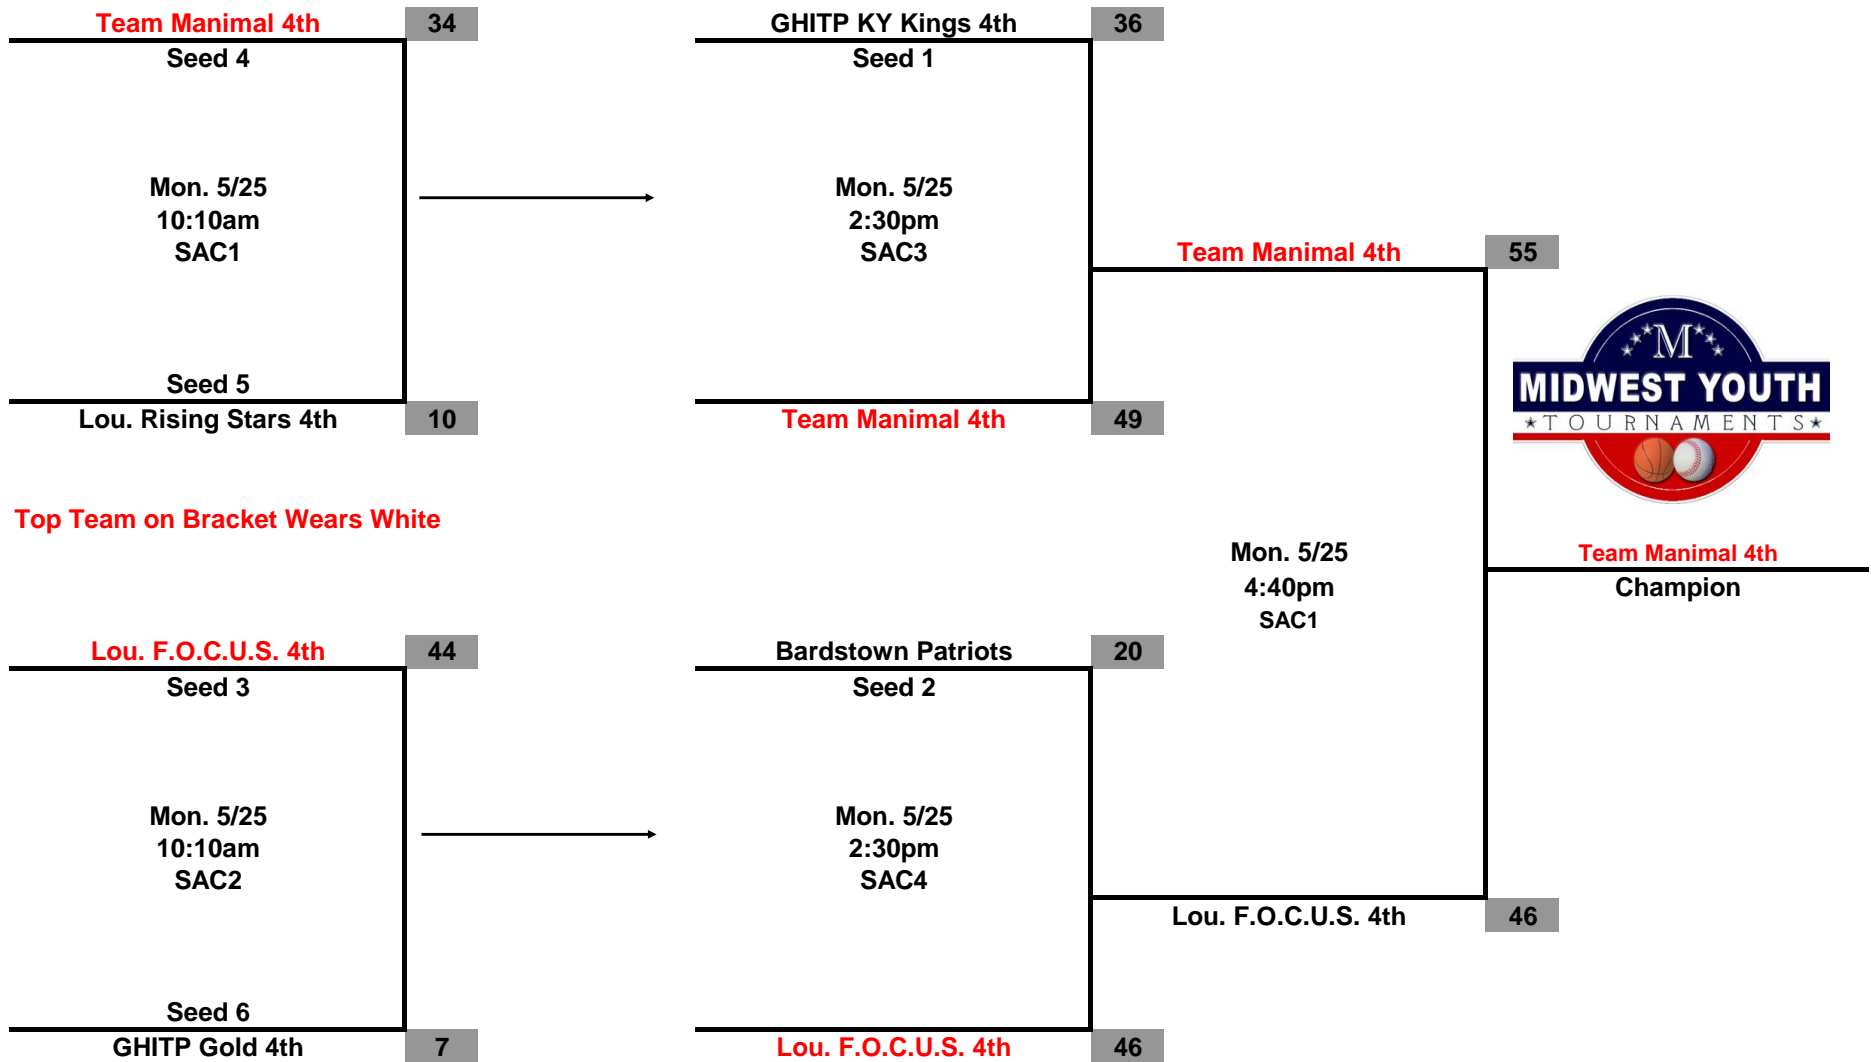 Team Manimal 4th 34
Seed 4
Mon. 5/25
10:10am
SAC1
Seed 5
Lou. Rising Stars 4th 10
GHITP KY Kings 4th 36
Seed 1
Mon. 5/25
2:30pm
SAC3
Team Manimal 4th 49
Team Manimal 4th 55
M
MIDWEST YOUTH
TOURNAMENTS
Top Team on Bracket Wears White
Mon. 5/25
4:40pm
SAC1
Team Manimal 4th
Champion
Lou. F.O.C.U.S. 4th 44
Seed 3
Mon. 5/25
10:10am
SAC2
Seed 6
GHITP Gold 4th 7
Bardstown Patriots 20
Seed 2
Mon. 5/25
2:30pm
SAC4
Lou. F.O.C.U.S. 4th 46
Lou. F.O.C.U.S. 4th 46